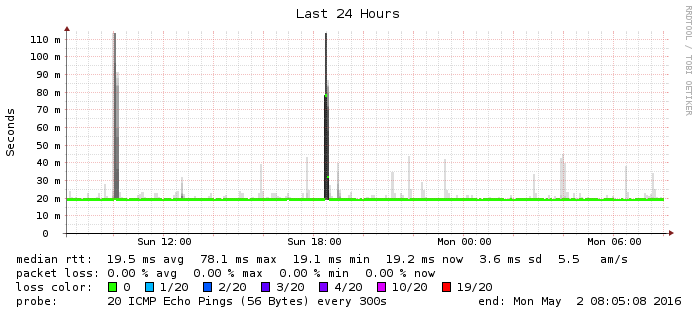 Last 24 Hours
RRDTOOL / TOBI OETIKER
Seconds
110 m
100 m
90 m
80 m
70 m
60 m
50 m
40 m
30 m
20 m
10 m
0
Sun 12:00 Sun 18:00 Mon 00:00 Mon 06:00
median rtt: 19.5 ms avg 78.1 ms max 19.1 ms min 19.2 ms now 3.6 ms sd 5.5 am/s
packet loss: 0.00 % avg 0.00 % max 0.00 % min 0.00 % now
loss color: 0 1/20 2/20 3/20 4/20 10/20 19/20
probe: 20 ICMP Echo Pings (56 Bytes) every 300s end: Mon May 2 08:05:08 2016